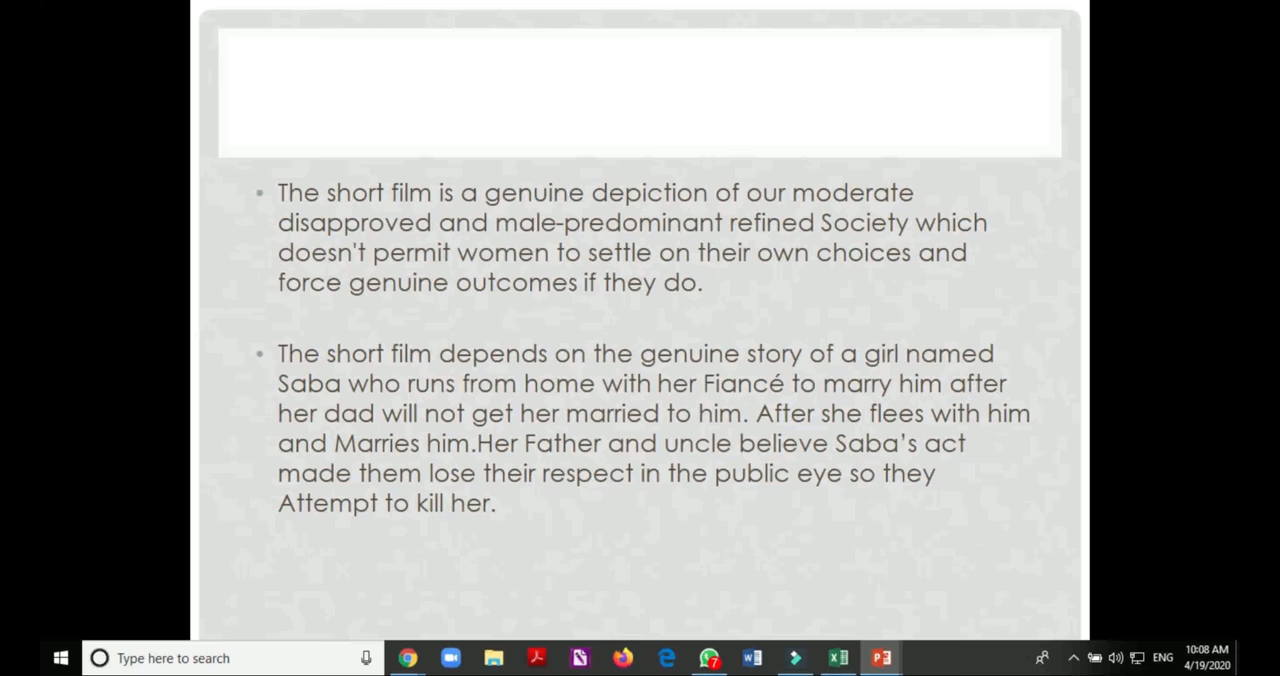 The short film is a genuine depiction of our moderate
disapproved and male-predominant refined Society which
doesn't permit women to settle on their own choices and
force genuine outcomes if they do.
The short film depends on the genuine story of a girl named
Saba who runs from home with her Fiancé to marry him after
her dad will not get her married to him. After she flees with him
and Marries him.Her Father and uncle believe Saba’s act
made them lose their respect in the public eye so they
Attempt to kill her.
Type here to search
7
ENG
10:08 AM
4/19/2020